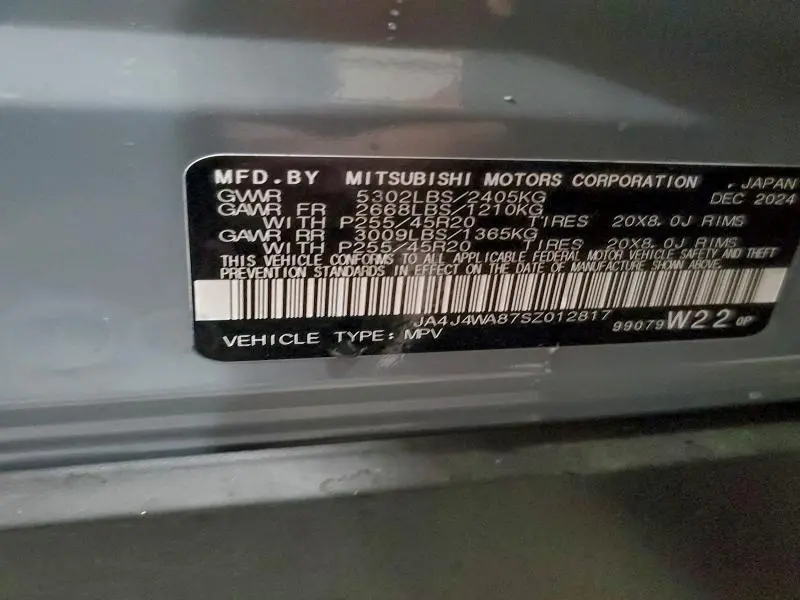 MFD.BY MITSUBISHI MOTORS CORPORATION , JAPAN
GVWR 5302LBS/2405KG DEC 2024
GAWR FR 2668LBS/1210KG
WITH P255/45R20 TIRES 20X8.0J RIMS
GAWR RR 3009LBS/1365KG
WITH P255/45R20 TIRES 20X8.0J RIMS
THIS VEHICLE CONFORMS TO ALL APPLICABLE FEDERAL MOTOR VEHICLE SAFETY AND THEFT
PREVENTION STANDARDS IN EFFECT ON THE DATE OF MANUFACTURE SHOWN ABOVE.
JA4J4WA87SZ012817
VEHICLE TYPE: MPV 99079 W22 0P